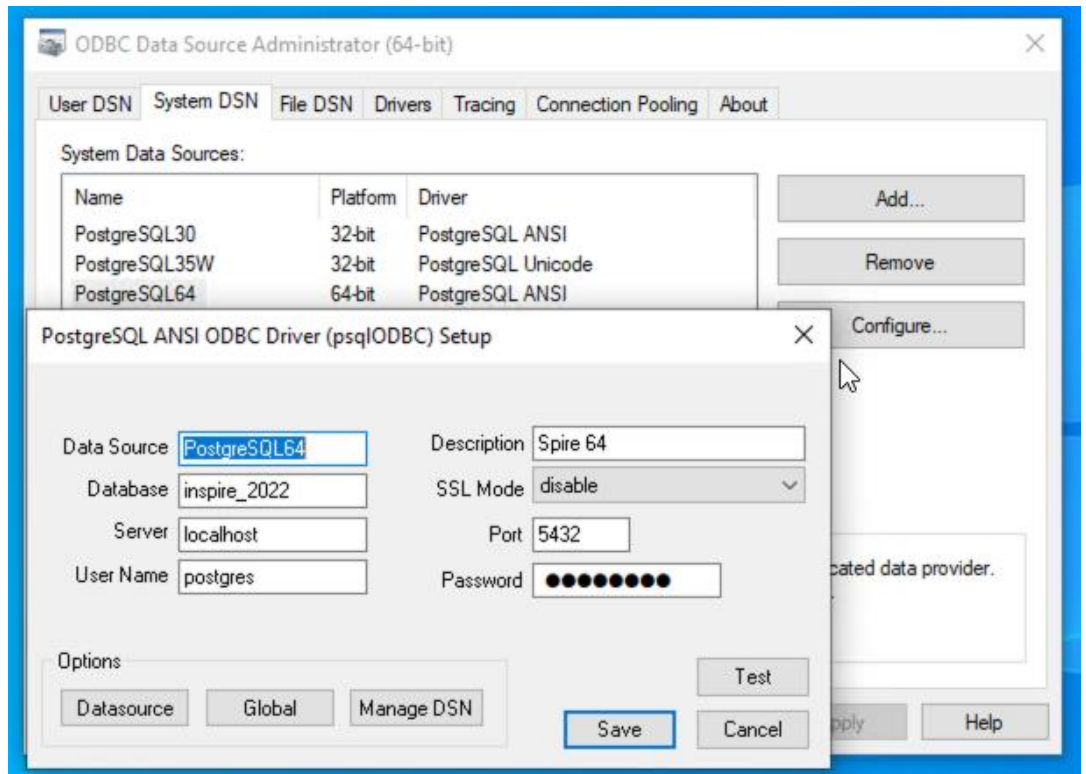 ODBC Data Source Administrator (64-bit)
User DSN System DSN File DSN Drivers Tracing Connection Pooling About
System Data Sources:
Name Platform Driver
PostgreSQL30 32-bit PostgreSQL ANSI
PostgreSQL35W 32-bit PostgreSQL Unicode
PostgreSQL64 64-bit PostgreSQL ANSI
Add...
Remove
Configure...
PostgreSQL ANSI ODBC Driver (psqlODBC) Setup
Data Source PostgreSQL64 Description Spire 64
Database inspire_2022 SSL Mode disable
Server localhost Port 5432
User Name postgres Password ●●●●●●●●
data provider.
Options
Datasource Global Manage DSN
Test
Save Cancel
Help